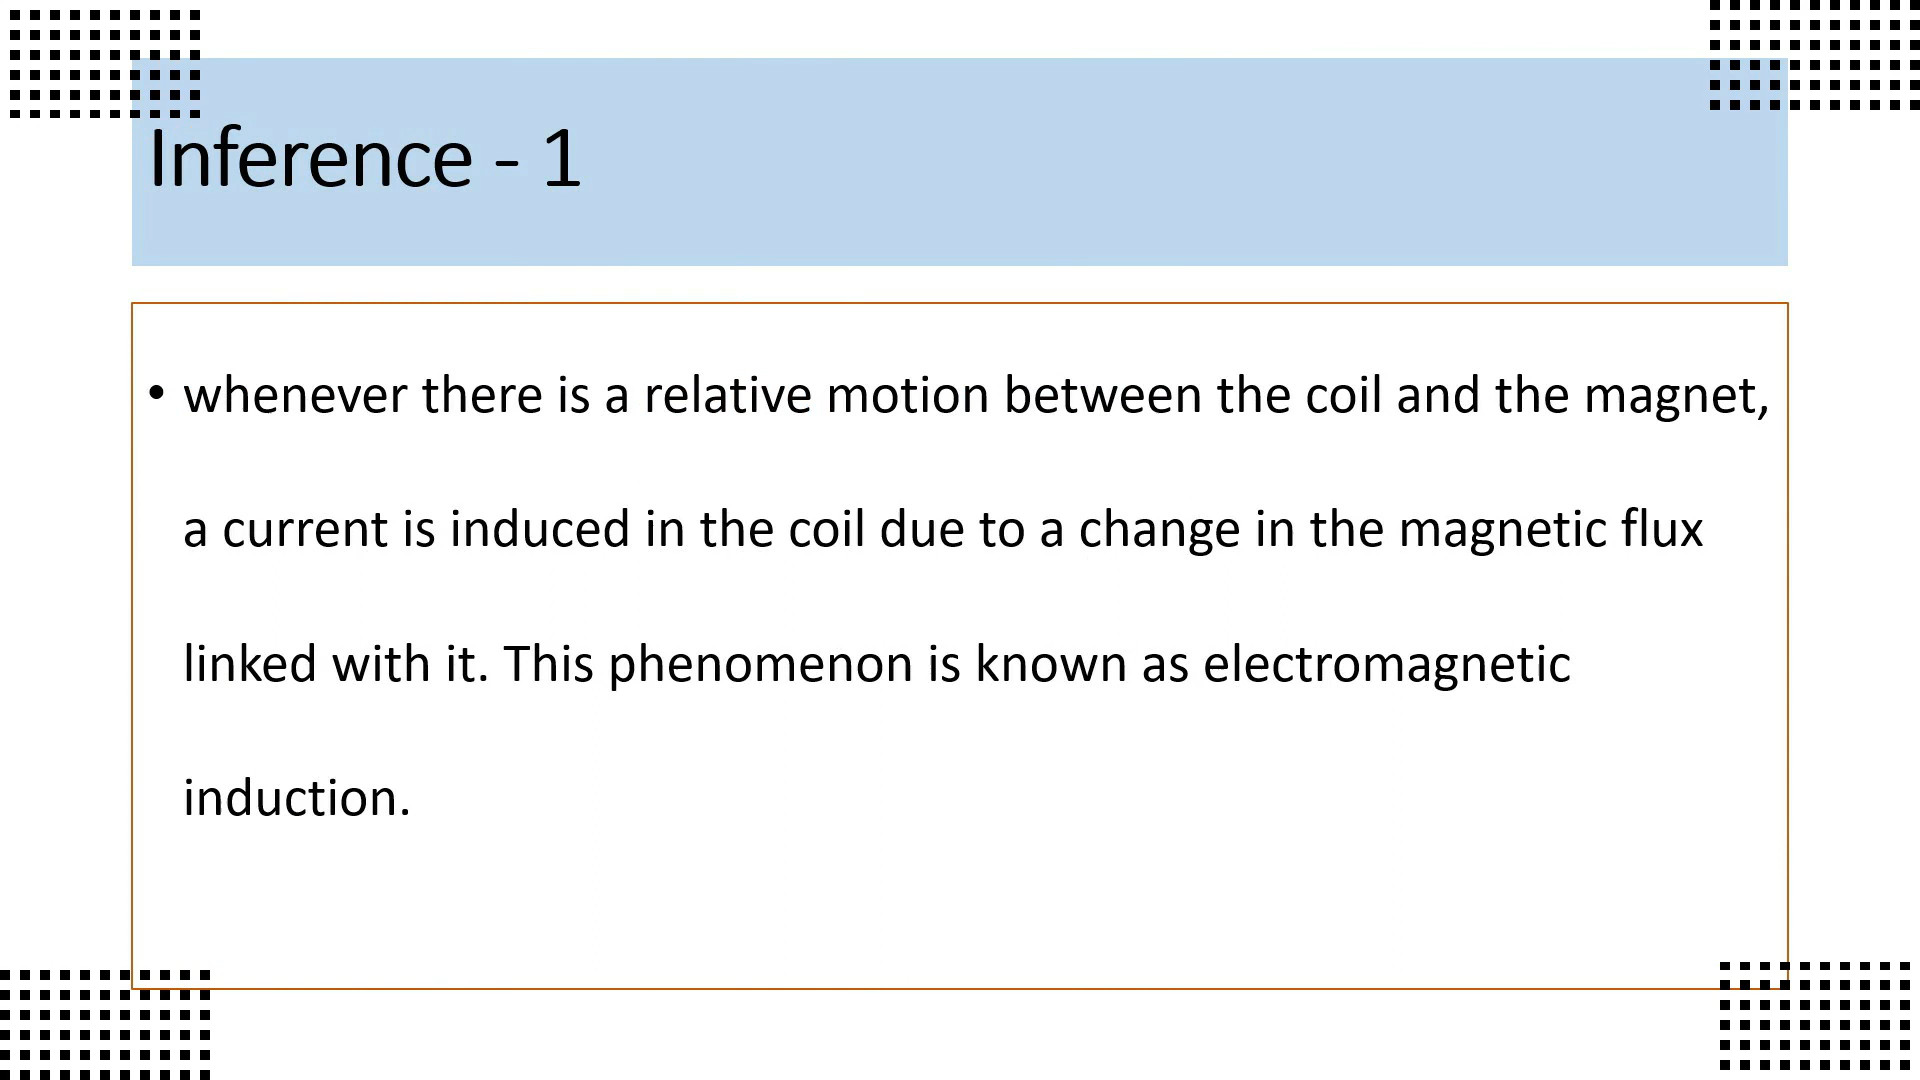 Inference - 1
• whenever there is a relative motion between the coil and the magnet,
a current is induced in the coil due to a change in the magnetic flux
linked with it. This phenomenon is known as electromagnetic
induction.